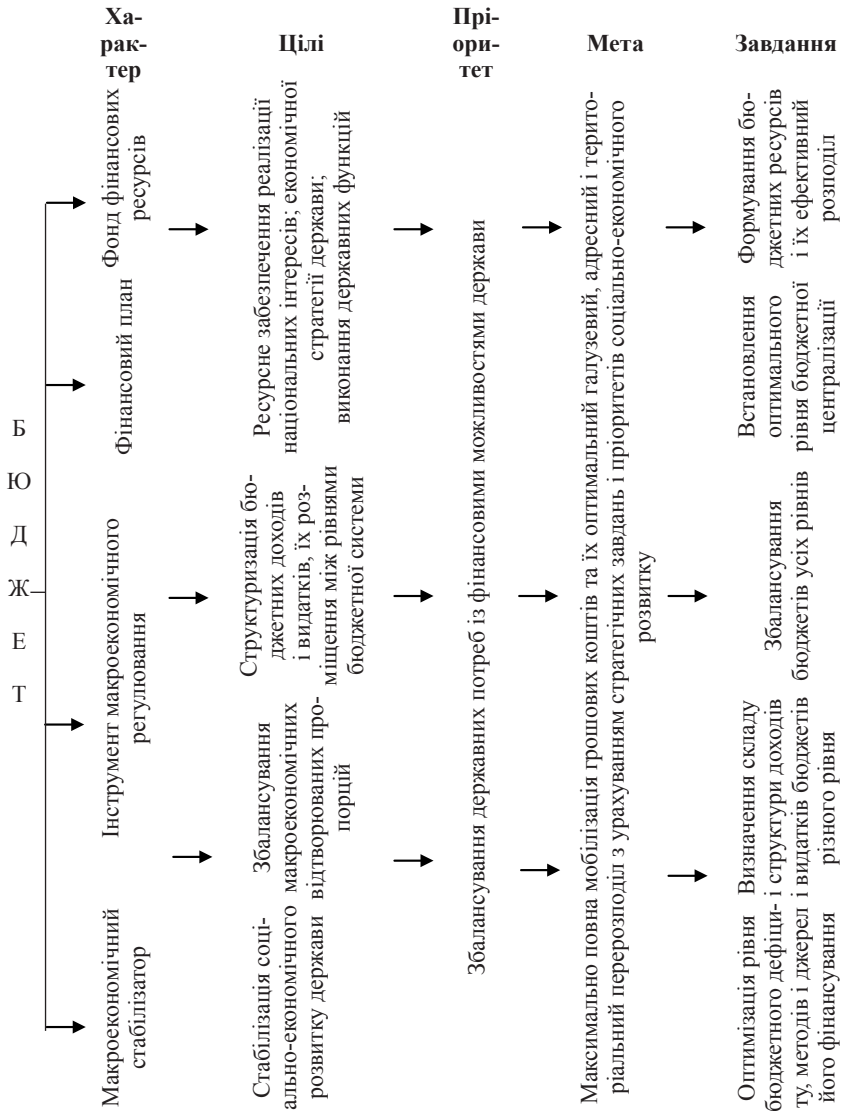 Ха-
рак-
тер
Цілі
Прі-
ори-
тет
Мета
Завдання
Б
Ю
Д
Ж
Е
Т
Фонд фінансових
ресурсів
Фінансовий план
Інструмент макроекономічного
регулювання
Макроекономічний
стабілізатор
Ресурсне забезпечення реалізації
національних інтересів; економічної
стратегії держави;
виконання державних функцій
Структуризація бю-
джетних доходів
і видатків, їх роз-
міщення між рівнями
бюджетної системи
Збалансування
макроекономічних
відтворюваних про-
порцій
Стабілізація соці-
ально-економічного
розвитку держави
Збалансування державних потреб із фінансовими можливостями держави
Максимально повна мобілізація грошових коштів та їх оптимальний галузевий, адресний і терито-
ріальний перерозподіл з урахуванням стратегічних завдань і пріоритетів соціально-економічного
розвитку
Формування бю-
джетних ресурсів
і їх ефективний
розподіл
Встановлення
оптимального
рівня бюджетної
централізації
Збалансування
бюджетів усіх рівнів
Визначення складу
і структури доходів
і видатків бюджетів
різного рівня
Оптимізація рівня
бюджетного дефіци-
ту, методів і джерел
його фінансування